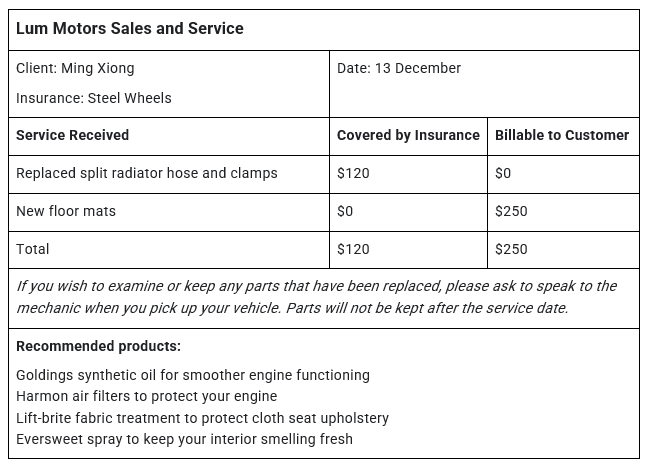 Lum Motors Sales and Service
Client: Ming Xiong
Insurance: Steel Wheels
Date: 13 December
Service Received Covered by Insurance Billable to Customer
Replaced split radiator hose and clamps $120 $0
New floor mats $0 $250
Total $120 $250
If you wish to examine or keep any parts that have been replaced, please ask to speak to the
mechanic when you pick up your vehicle. Parts will not be kept after the service date.
Recommended products:
Goldings synthetic oil for smoother engine functioning
Harmon air filters to protect your engine
Lift-brite fabric treatment to protect cloth seat upholstery
Eversweet spray to keep your interior smelling fresh